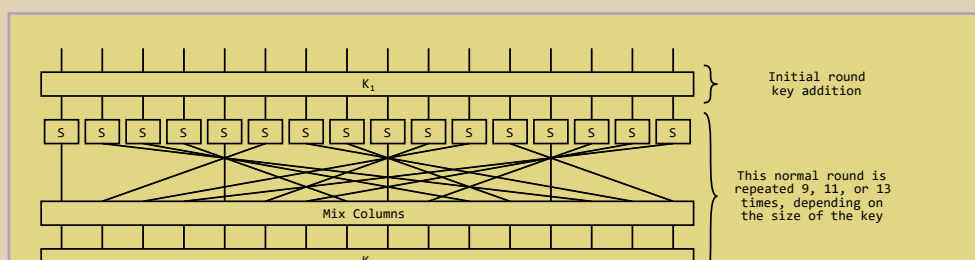 K₁
Initial round
key addition
S S S S S S S S S S S S S S S S
This normal round is
repeated 9, 11, or 13
times, depending on
the size of the key
Mix Columns
K